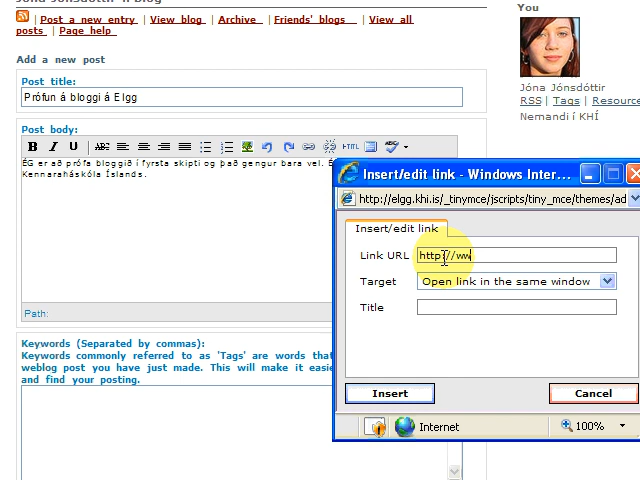 Jóna Jónsdóttir
blog
Post a new entry | View blog | Archive | Friends' blogs | View all
posts | Page help
You
Jóna Jónsdóttir
RSS | Tags | Resource
Nemandi í KHÍ
Add a new post
Post title:
Prófun á bloggi á Elgg
Post body:
B I U ABC HTML ABC
ÉG er að prófa bloggið í fyrsta skipti og það gengur bara vel. É
Kennaraháskóla Íslands.
Path:
Keywords (Separated by commas):
Keywords commonly referred to as 'Tags' are words that
weblog post you have just made. This will make it easie
and find your posting.
Insert/edit link - Windows Inter...
http://elgg.khi.is/_tinymce/jscripts/tiny_mce/themes/ad
Insert/edit link
Link URL http://ww
Target Open link in the same window
Title
Insert Cancel
Internet 100%